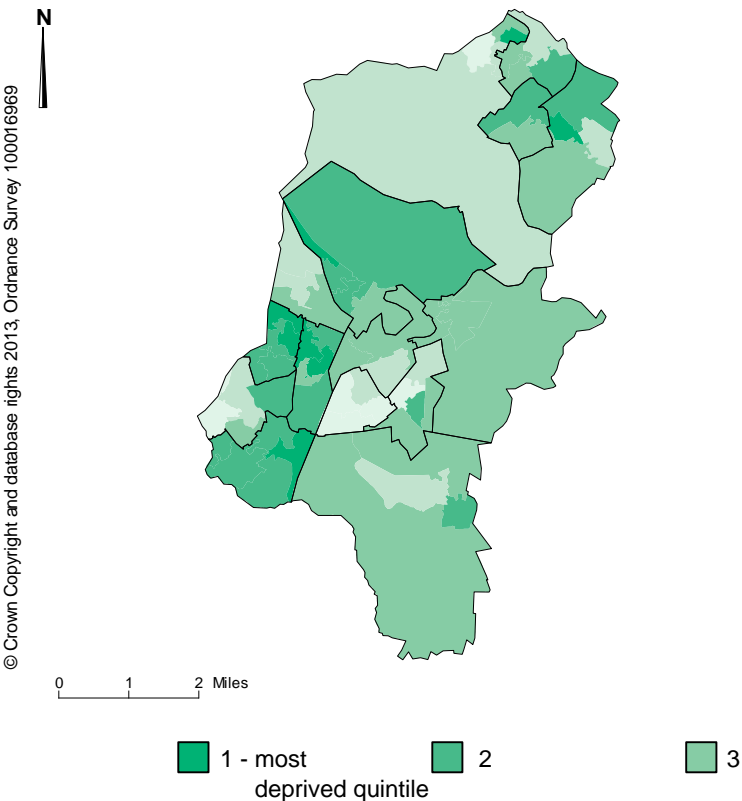 N
© Crown Copyright and database rights 2013, Ordnance Survey 100016969
0 1 2 Miles
1 - most 2 3
deprived quintile